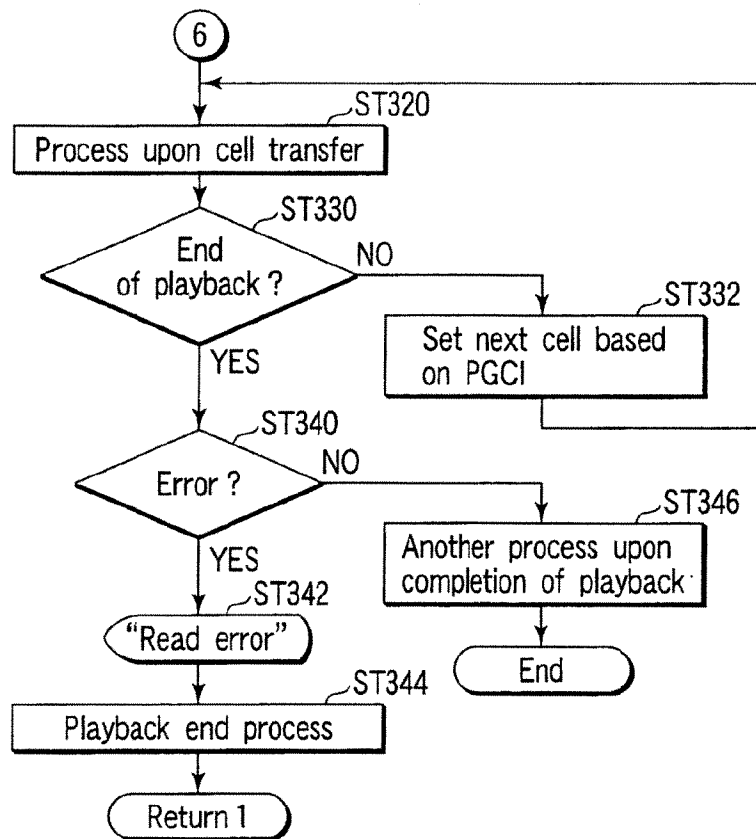 6
ST320
Process upon cell transfer
ST330
End
of playback ?
NO
YES
ST332
Set next cell based
on PGCI
ST340
Error ?
NO
YES
ST346
Another process upon
completion of playback
End
ST342
“Read error”
ST344
Playback end process
Return 1